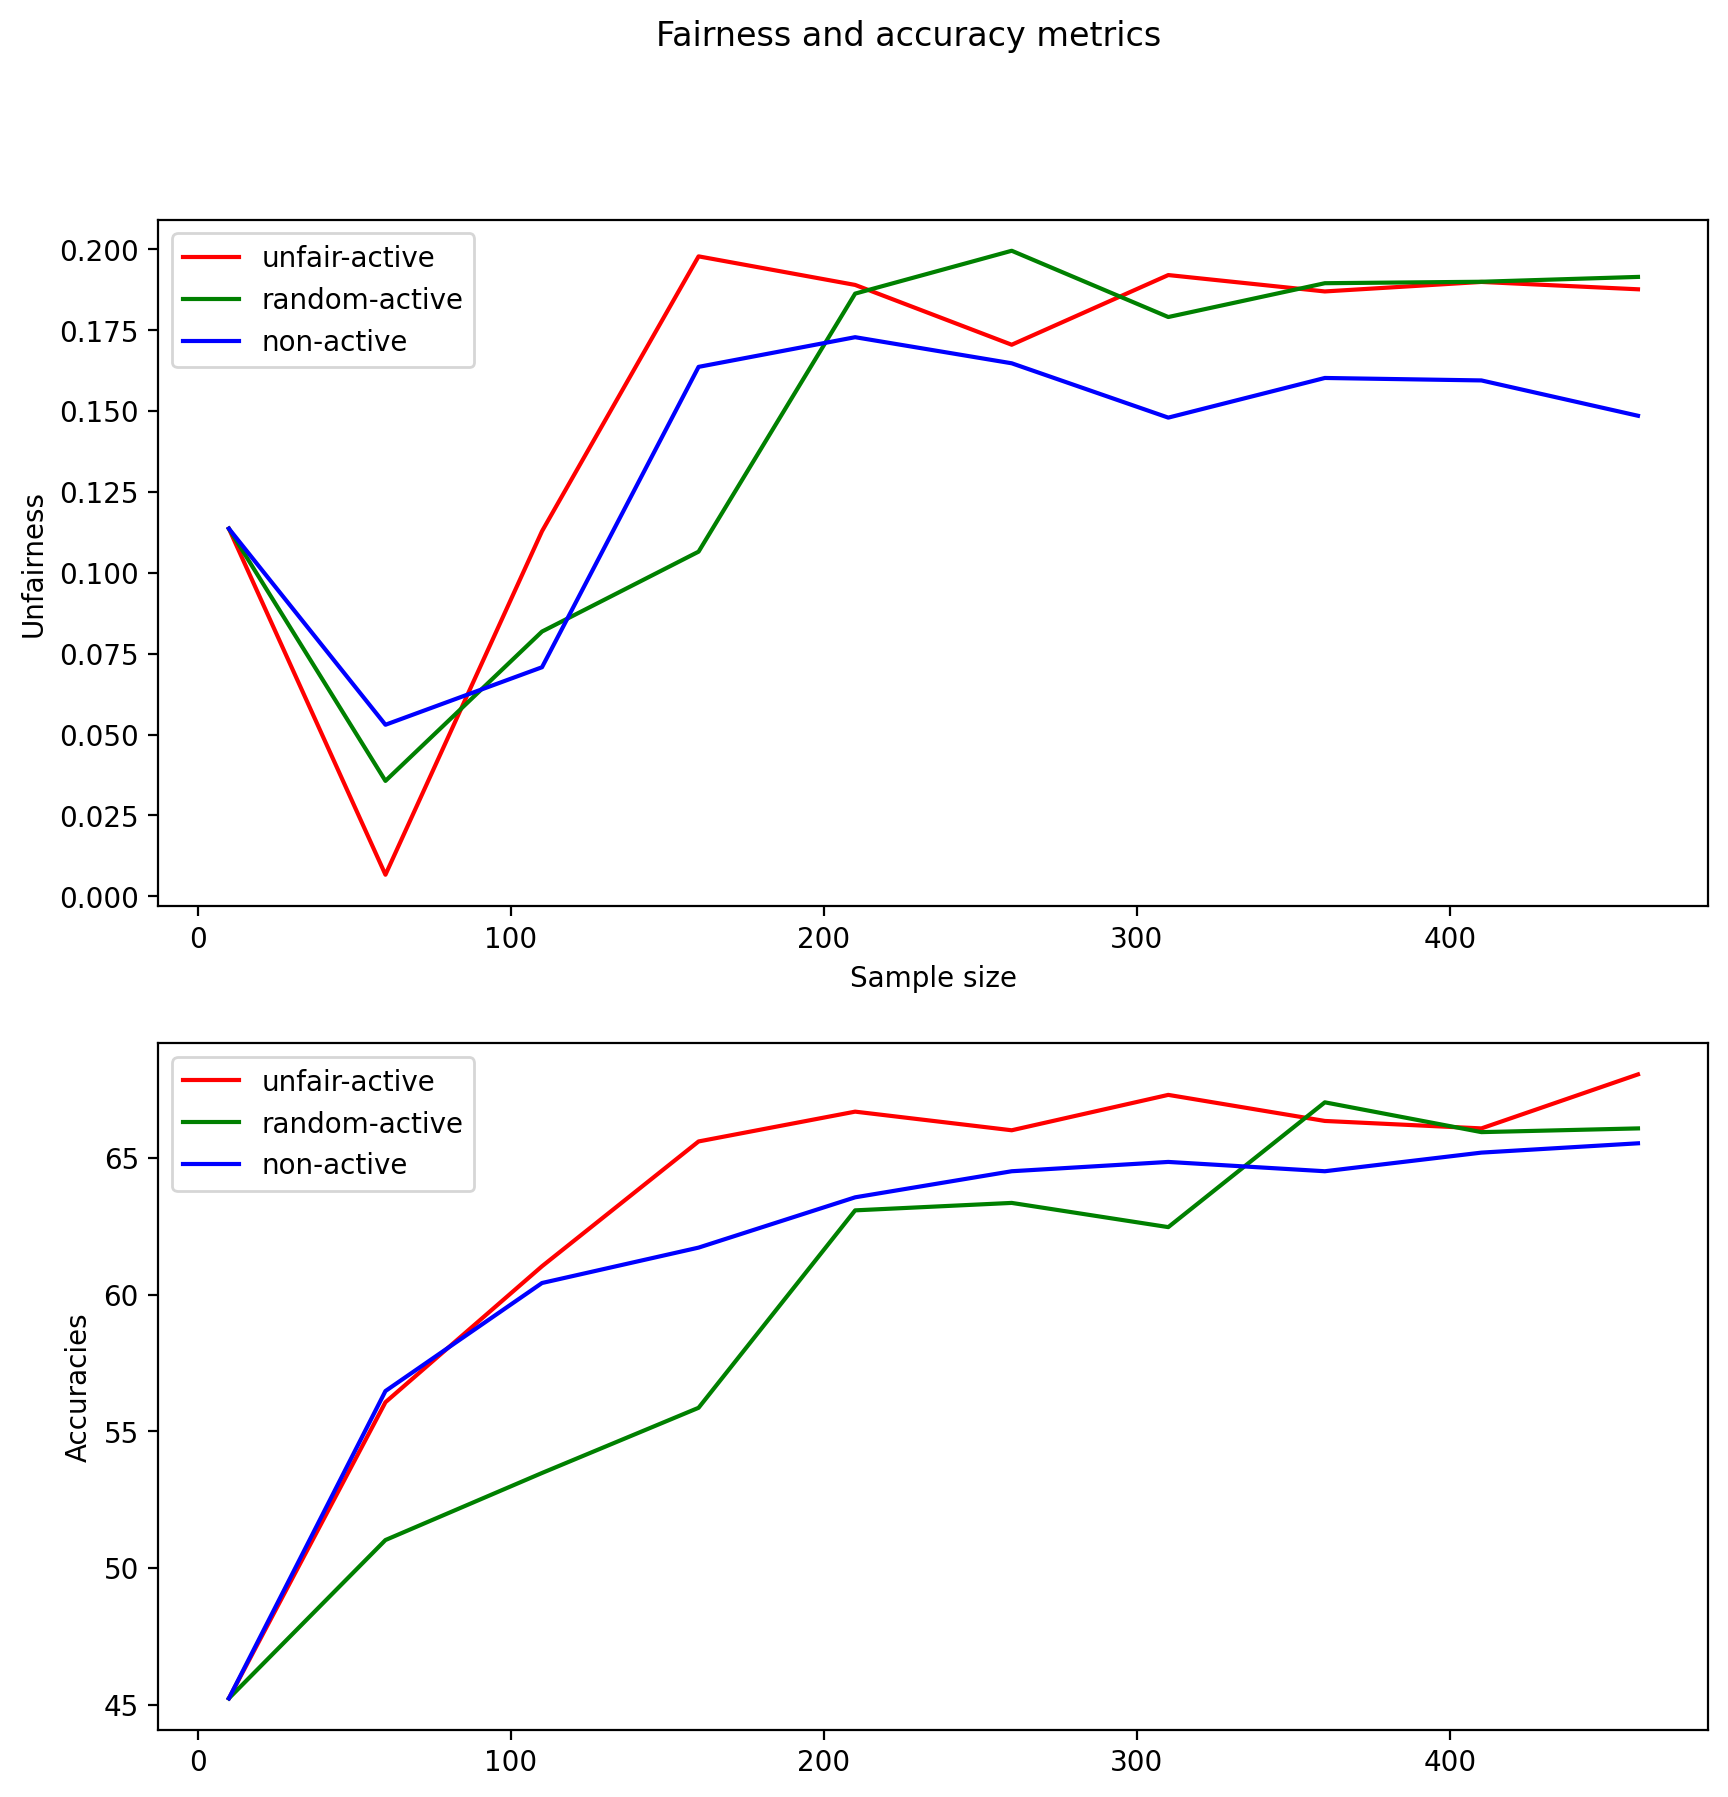 Fairness and accuracy metrics
unfair-active
random-active
non-active
Unfairness
0.200
0.175
0.150
0.125
0.100
0.075
0.050
0.025
0.000
0 100 200 300 400
Sample size
unfair-active
random-active
non-active
Accuracies
65
60
55
50
45
0 100 200 300 400